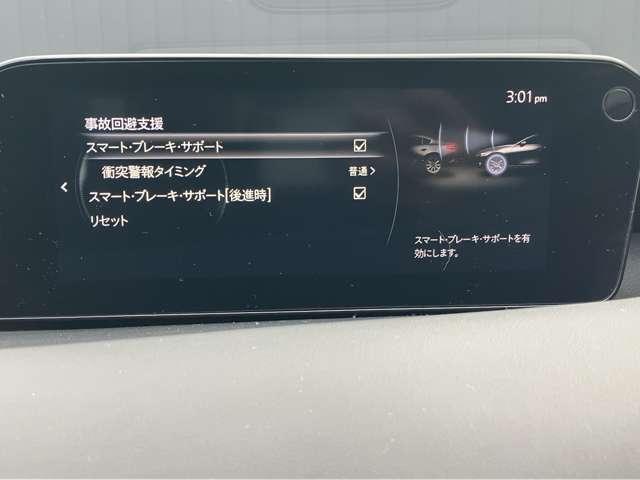 3:01pm
事故回避支援
スマート・ブレーキ・サポート
衝突警報タイミング 普通
スマート・ブレーキ・サポート[後進時]
リセット
スマート・ブレーキ・サポートを有
効にします。